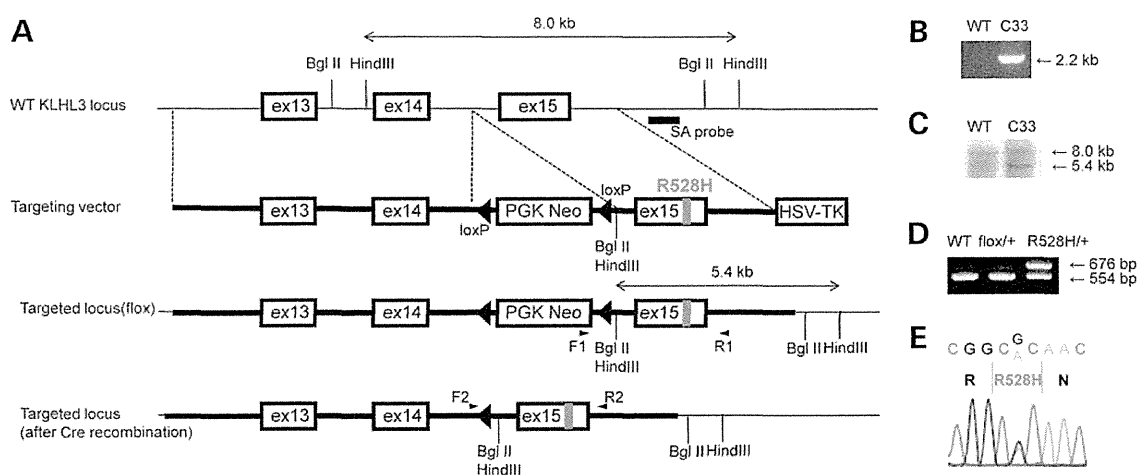 A
8.0 kb
Bgl II HindIII Bgl II HindIII
WT KLHL3 locus ex13 ex14 ex15
SA probe
R528H
loxP
Targeting vector ex13 ex14 PGK Neo ex15 HSV-TK
loxP
Bgl II
HindIII
5.4 kb
Targeted locus(flox) ex13 ex14 PGK Neo ex15
F1 Bgl II R1 Bgl II HindIII
HindIII
F2 R2
Targeted locus ex13 ex14 ex15
(after Cre recombination)
Bgl II Bgl II HindIII
HindIII
B
WT C33
← 2.2 kb
C
WT C33
← 8.0 kb
← 5.4 kb
D
WT flox/+ R528H/+
← 676 bp
← 554 bp
E
G
C G G C C A A C
A
R R528H N